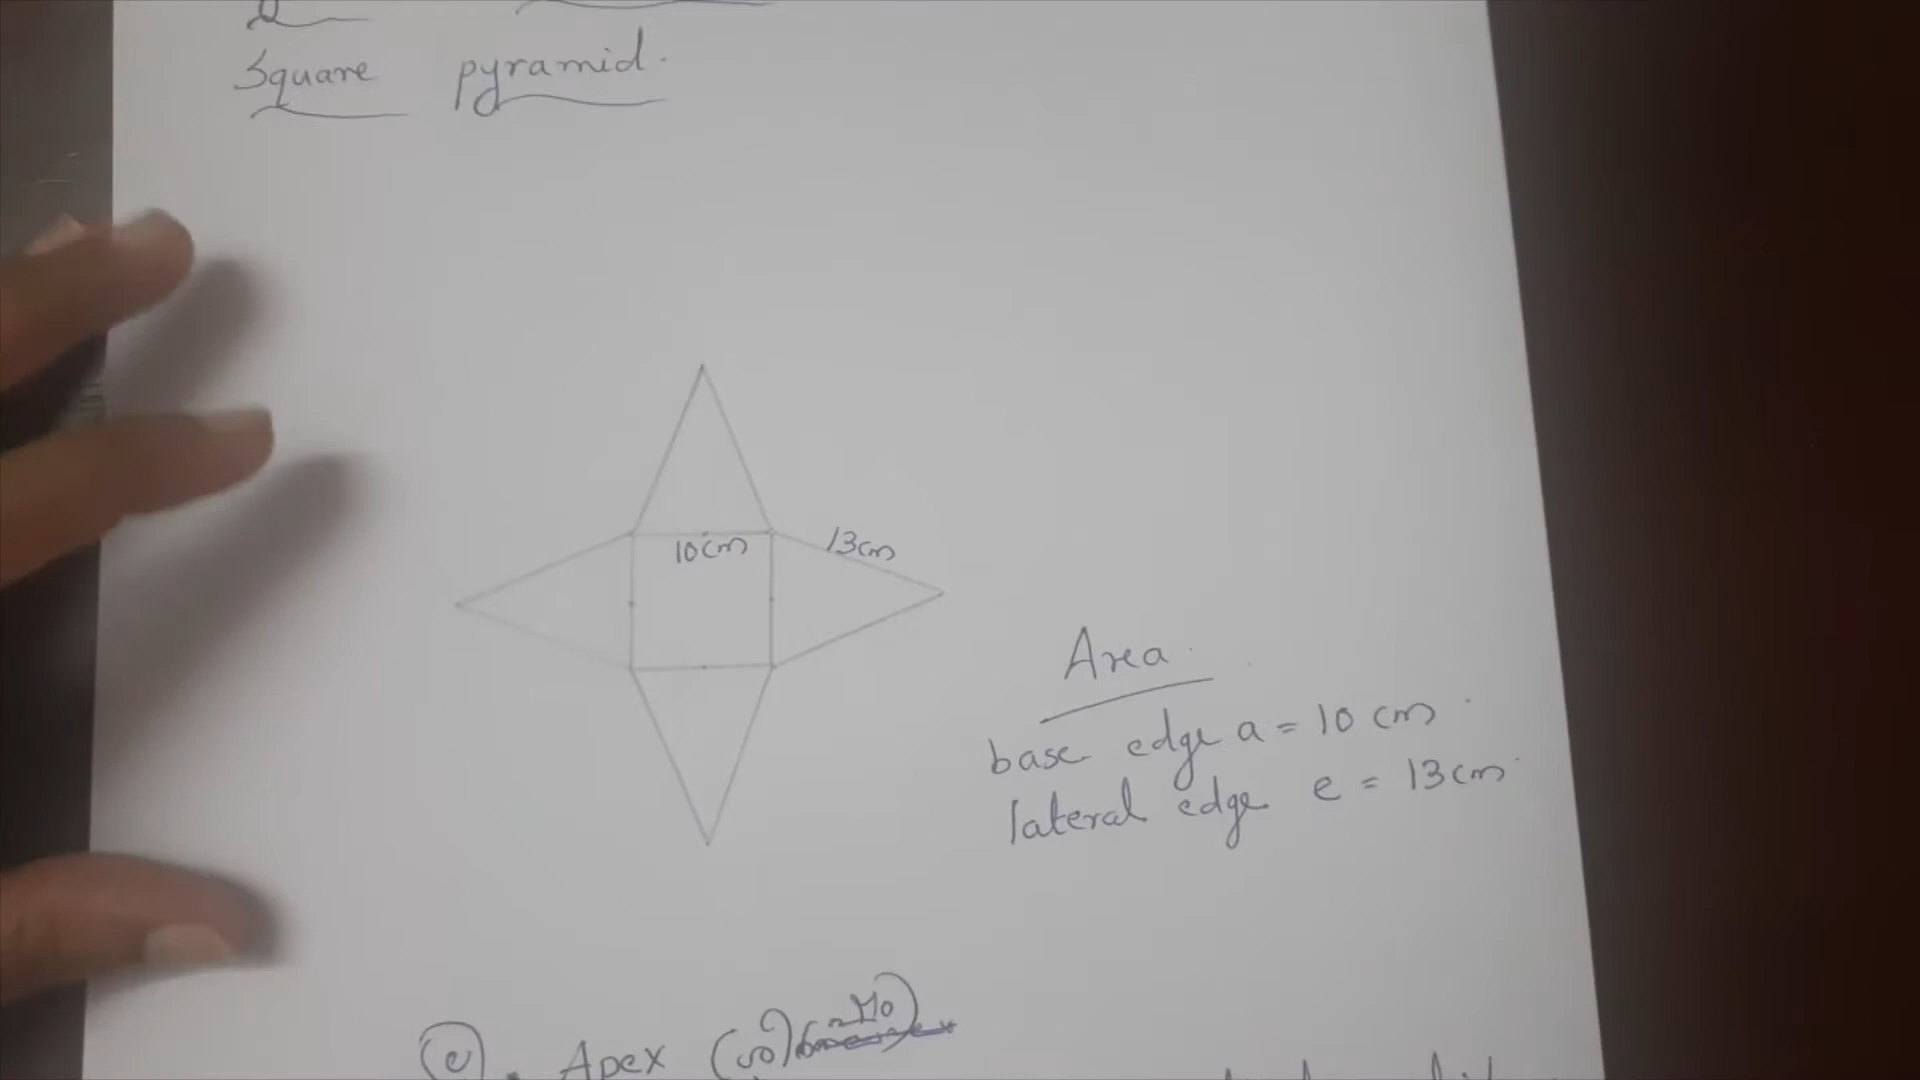 Square pyramid.
10cm
13cm
Area
base edge a = 10 cm
lateral edge e = 13cm
e Apex